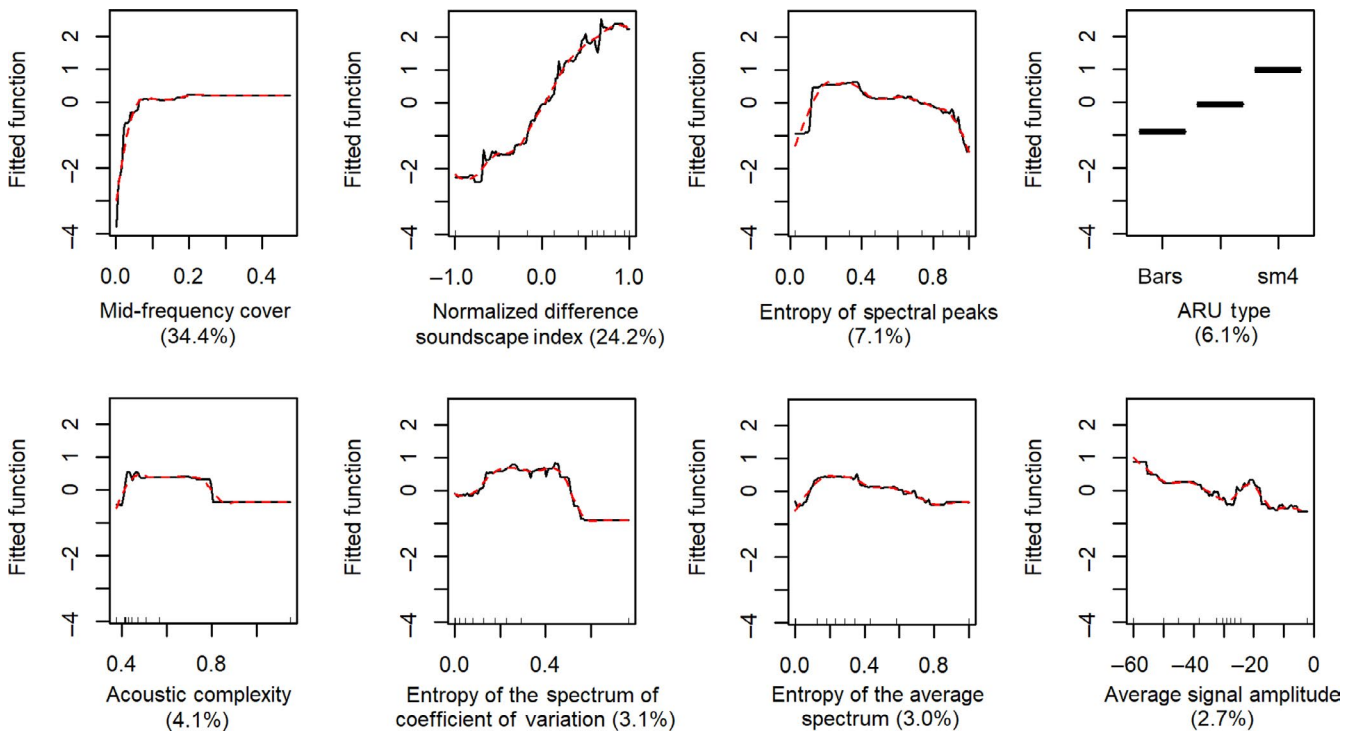 Fitted function
2
1
0
−2
−4
0.0 0.2 0.4
Mid-frequency cover
(34.4%)
Fitted function
2
1
0
−2
−4
−1.0 0.0 1.0
Normalized difference
soundscape index (24.2%)
Fitted function
2
1
0
−2
−4
0.0 0.4 0.8
Entropy of spectral peaks
(7.1%)
Fitted function
2
1
0
−2
−4
Bars sm4
ARU type
(6.1%)
Fitted function
2
1
0
−2
−4
0.4 0.8
Acoustic complexity
(4.1%)
Fitted function
2
1
0
−2
−4
0.0 0.4
Entropy of the spectrum of
coefficient of variation (3.1%)
Fitted function
2
1
0
−2
−4
0.0 0.4 0.8
Entropy of the average
spectrum (3.0%)
Fitted function
2
1
0
−2
−4
−60 −40 −20 0
Average signal amplitude
(2.7%)